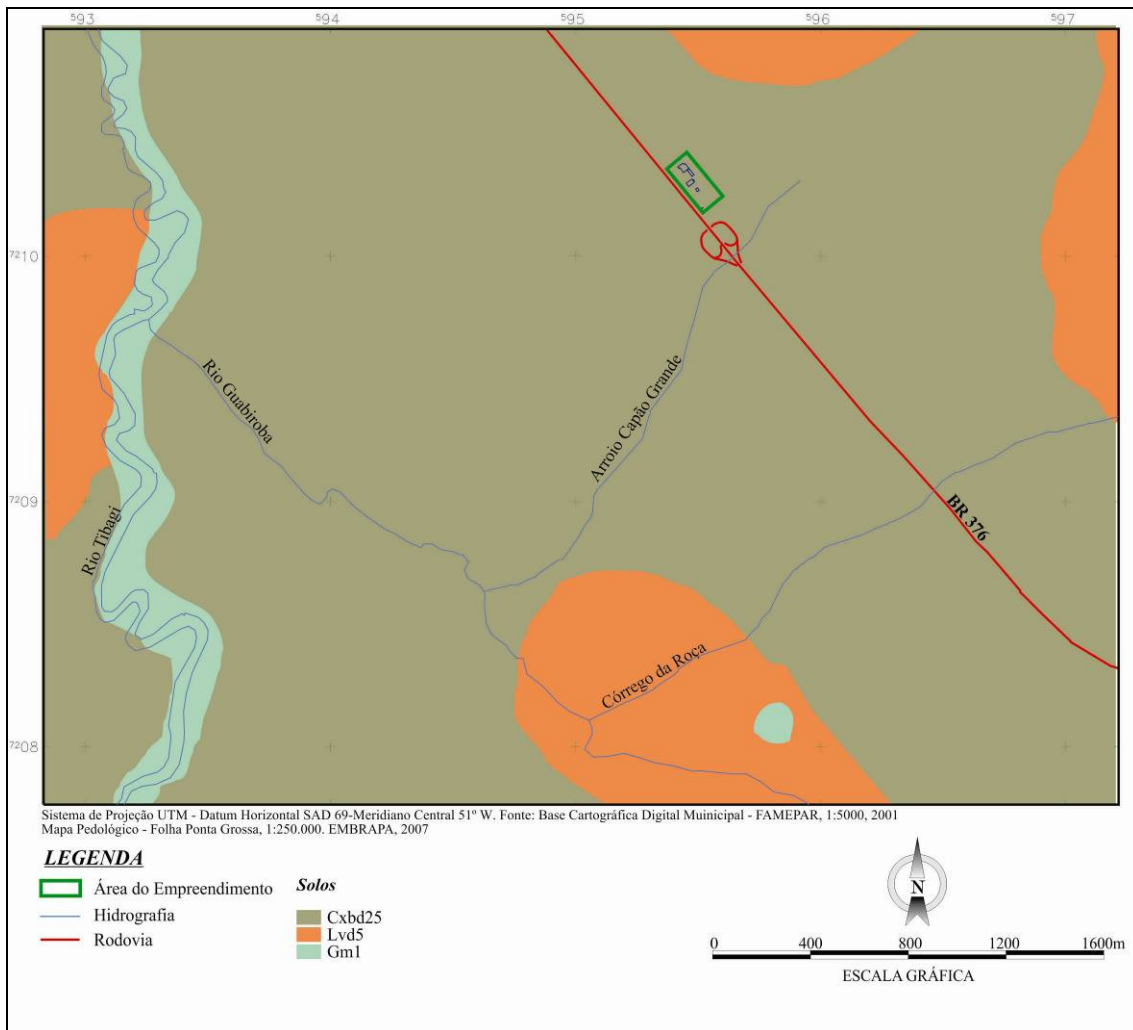 593 594 595 596 597
7210
7209
7208
Rio Guabiroba
Arroio Capão Grande
Rio Tibagi
BR 376
Córrego da Roça
Sistema de Projeção UTM - Datum Horizontal SAD 69-Meridiano Central 51º W. Fonte: Base Cartográfica Digital Muinicipal - FAMEPAR, 1:5000, 2001
Mapa Pedológico - Folha Ponta Grossa, 1:250.000. EMBRAPA, 2007
LEGENDA
Área do Empreendimento
Hidrografia
Rodovia
Solos
Cxbd25
Lvd5
Gm1
N
0 400 800 1200 1600m
ESCALA GRÁFICA